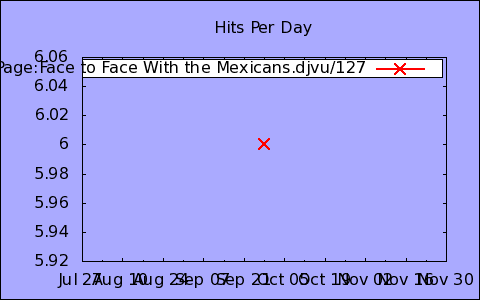 Hits Per Day
6.06
Page:Face to Face With the Mexicans.djvu/127
6.04
6.02
6
5.98
5.96
5.94
5.92
Jul 27 Aug 10 Aug 24 Sep 07 Sep 21 Oct 05 Oct 19 Nov 02 Nov 16 Nov 30